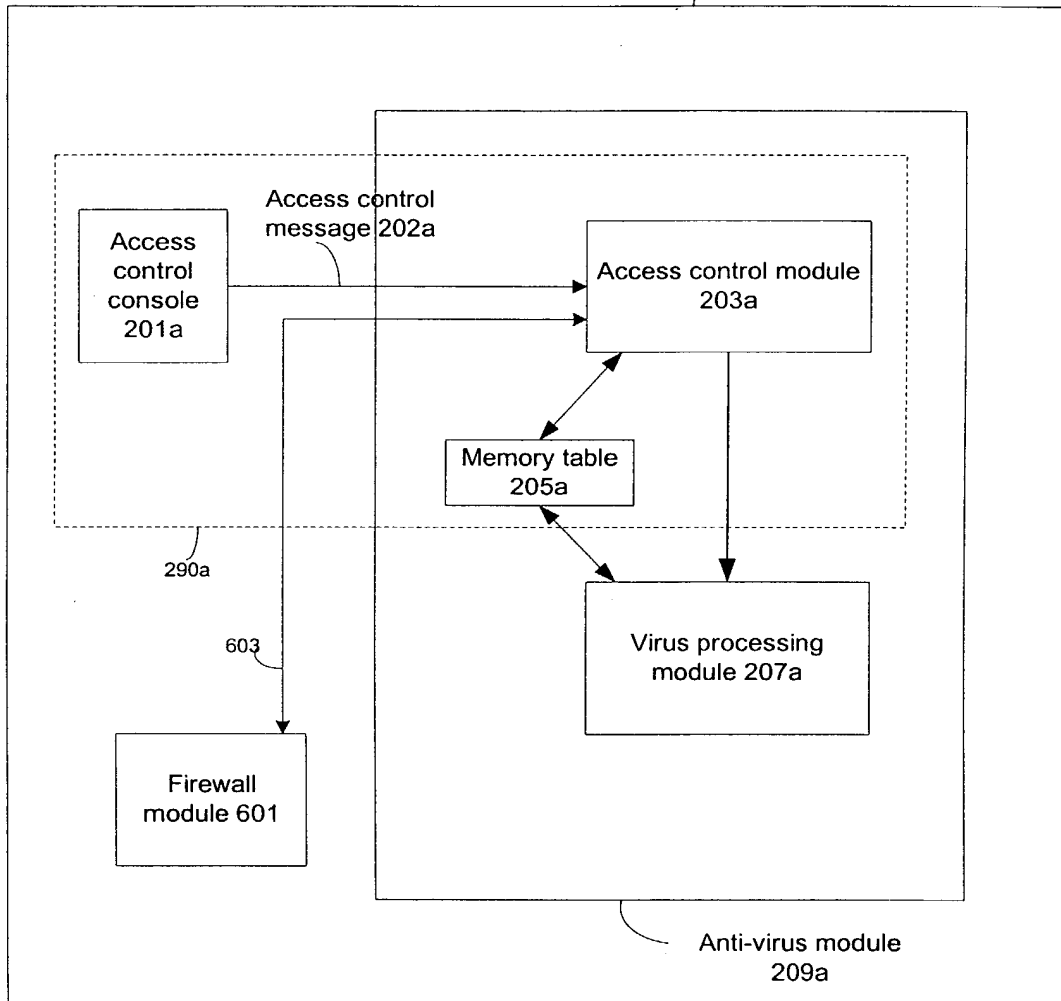 Access control
message 202a
Access
control
console
201a
Access control module
203a
Memory table
205a
290a
603
Virus processing
module 207a
Firewall
module 601
Anti-virus module
209a